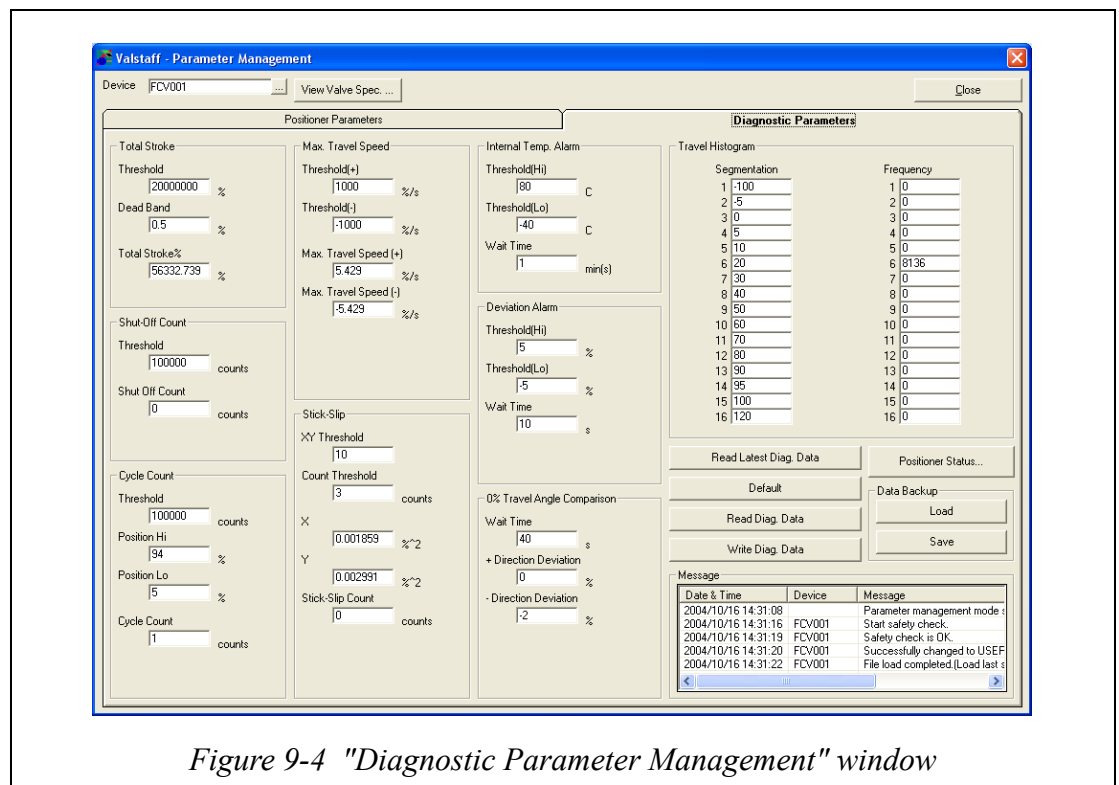 Valstaff - Parameter Management
Device FCV001 ... View Valve Spec. ... Close
Positioner Parameters Diagnostic Parameters
Total Stroke
Threshold
20000000 %
Dead Band
0.5 %
Total Stroke%
56332.739 %
Shut-Off Count
Threshold
100000 counts
Shut Off Count
0 counts
Cycle Count
Threshold
100000 counts
Position Hi
94 %
Position Lo
5 %
Cycle Count
1 counts
Max. Travel Speed
Threshold(+)
1000 %/s
Threshold(-)
-1000 %/s
Max. Travel Speed (+)
5.429 %/s
Max. Travel Speed (-)
-5.429 %/s
Stick-Slip
XY Threshold
10
Count Threshold
3 counts
X
0.001859 %^2
Y
0.002991 %^2
Stick-Slip Count
0 counts
Internal Temp. Alarm
Threshold(Hi)
80 C
Threshold(Lo)
-40 C
Wait Time
1 min(s)
Deviation Alarm
Threshold(Hi)
5 %
Threshold(Lo)
-5 %
Wait Time
10 s
0% Travel Angle Comparison
Wait Time
40 s
+ Direction Deviation
0 %
- Direction Deviation
-2 %
Travel Histogram
Segmentation Frequency
1 -100 1 0
2 -5 2 0
3 0 3 0
4 5 4 0
5 10 5 0
6 20 6 8136
7 30 7 0
8 40 8 0
9 50 9 0
10 60 10 0
11 70 11 0
12 80 12 0
13 90 13 0
14 95 14 0
15 100 15 0
16 120 16 0
Read Latest Diag. Data
Default
Read Diag. Data
Write Diag. Data
Positioner Status...
Data Backup
Load
Save
Message
Date & Time Device Message
2004/10/16 14:31:08 Parameter management mode s
2004/10/16 14:31:16 FCV001 Start safety check.
2004/10/16 14:31:19 FCV001 Safety check is OK.
2004/10/16 14:31:20 FCV001 Successfully changed to USEF
2004/10/16 14:31:22 FCV001 File load completed.(Load last s
Figure 9-4 "Diagnostic Parameter Management" window